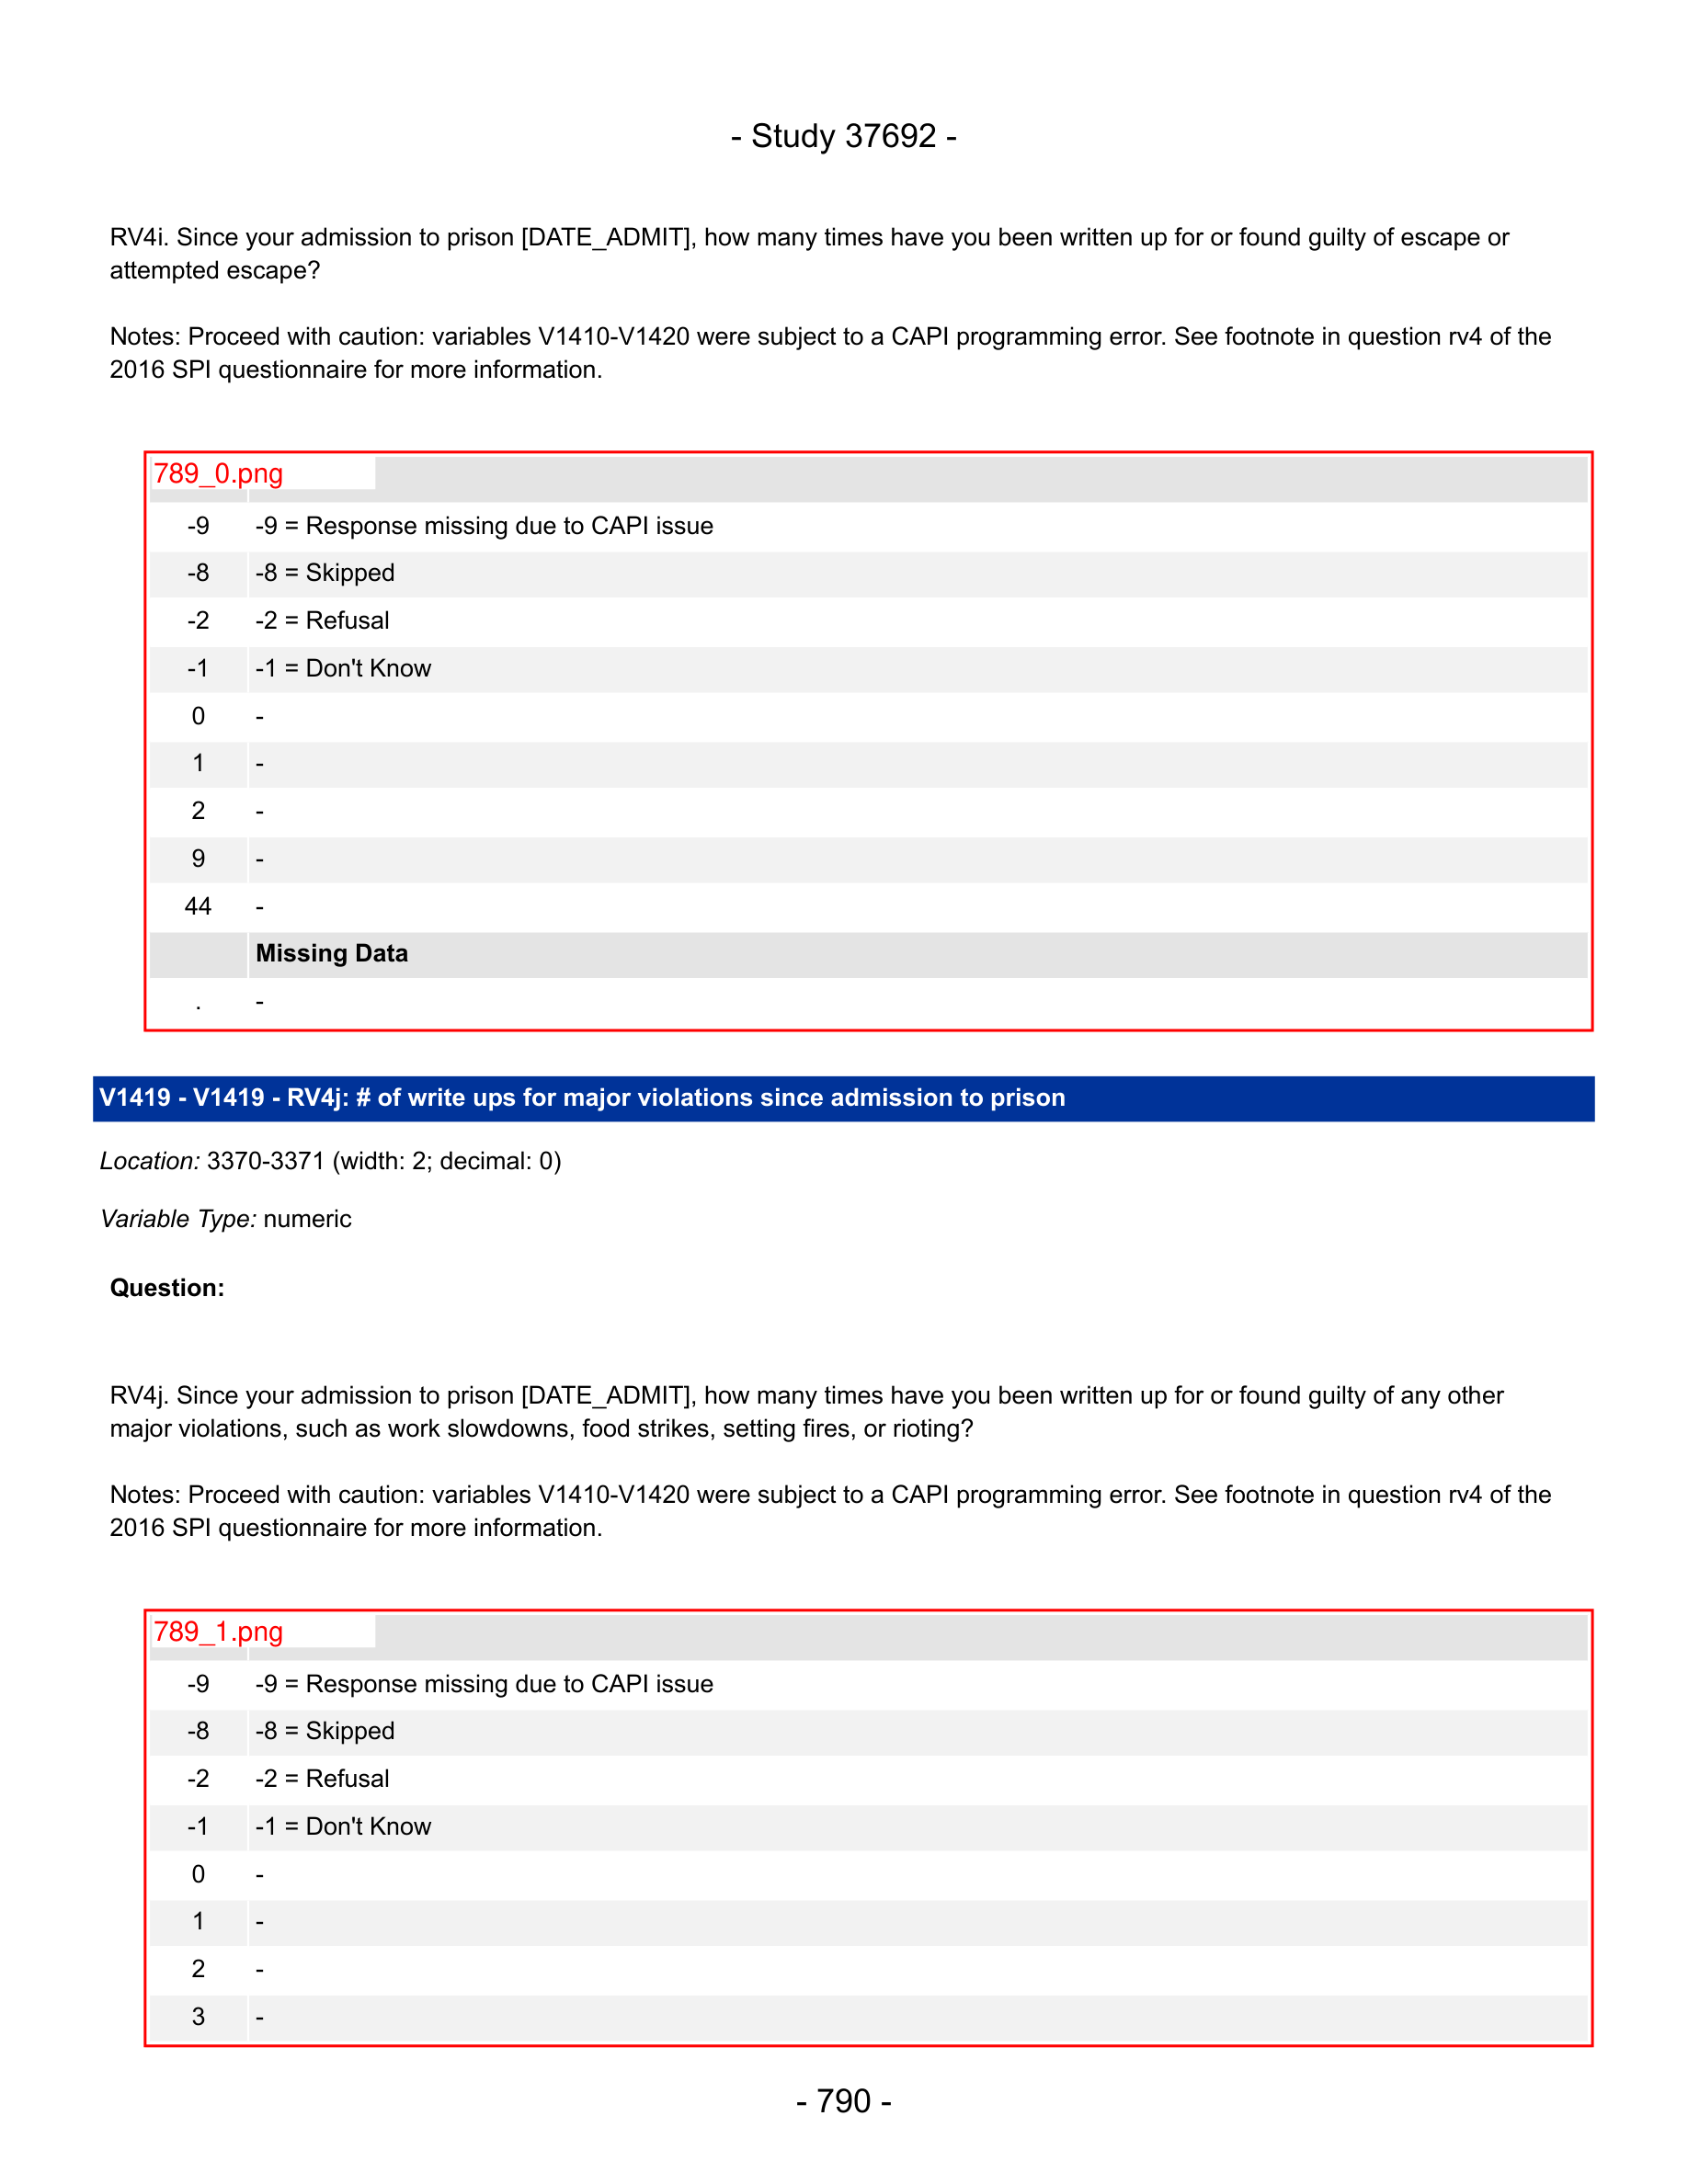 - Study 37692 -
RV4i. Since your admission to prison [DATE_ADMIT], how many times have you been written up for or found guilty of escape or
attempted escape?
Notes: Proceed with caution: variables V1410-V1420 were subject to a CAPI programming error. See footnote in question rv4 of the
2016 SPI questionnaire for more information.
789_0.png
-9 -9 = Response missing due to CAPI issue
-8 -8 = Skipped
-2 -2 = Refusal
-1 -1 = Don't Know
0 -
1 -
2 -
9 -
44 -
Missing Data
. -
V1419 - V1419 - RV4j: # of write ups for major violations since admission to prison
Location: 3370-3371 (width: 2; decimal: 0)
Variable Type: numeric
Question:
RV4j. Since your admission to prison [DATE_ADMIT], how many times have you been written up for or found guilty of any other
major violations, such as work slowdowns, food strikes, setting fires, or rioting?
Notes: Proceed with caution: variables V1410-V1420 were subject to a CAPI programming error. See footnote in question rv4 of the
2016 SPI questionnaire for more information.
789_1.png
-9 -9 = Response missing due to CAPI issue
-8 -8 = Skipped
-2 -2 = Refusal
-1 -1 = Don't Know
0 -
1 -
2 -
3 -
- 790 -